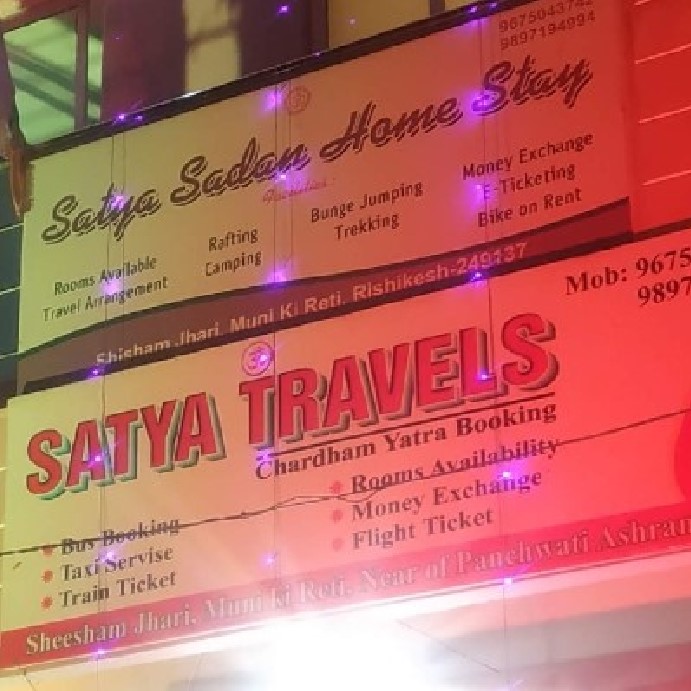 9675043742
9897194994
ॐ
Satya Sadan Home Stay
Facilities
Rooms Available
Travel Arrangement
Rafting
Camping
Bunge Jumping
Trekking
Money Exchange
E-Ticketing
Bike on Rent
Shisham Jhari, Muni Ki Reti, Rishikesh-249137
Mob: 9675
9897
ॐ
SATYA TRAVELS
Chardham Yatra Booking
Bus Booking
Taxi Servise
Train Ticket
Rooms Availability
Money Exchange
Flight Ticket
Sheesham Jhari, Muni ki Reti, Near of Panchwati Ashram